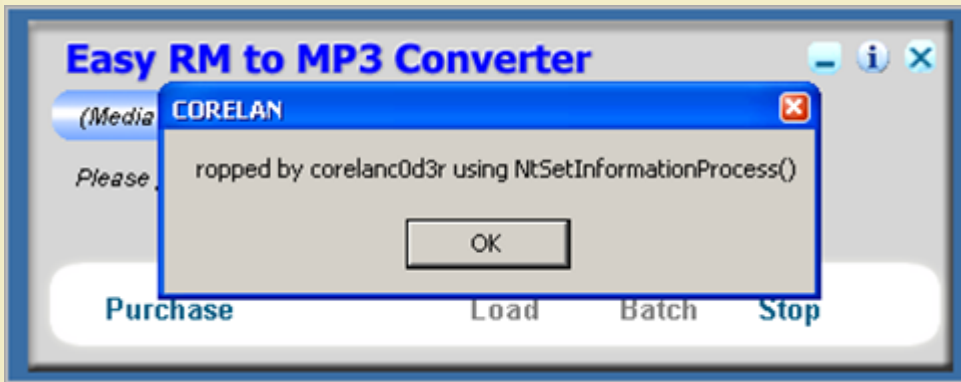 Easy RM to MP3 Converter
(Media
CORELAN
Please
ropped by corelanc0d3r using NtSetInformationProcess()
OK
Purchase Load Batch Stop